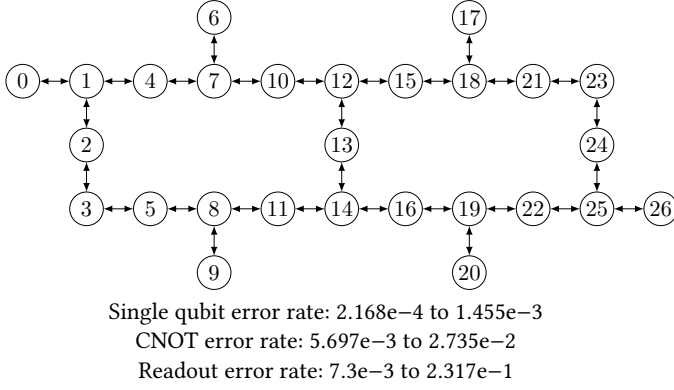 6 17
0 1 4 7 10 12 15 18 21 23
2 13 24
3 5 8 11 14 16 19 22 25 26
9 20
Single qubit error rate: 2.168e−4 to 1.455e−3
CNOT error rate: 5.697e−3 to 2.735e−2
Readout error rate: 7.3e−3 to 2.317e−1